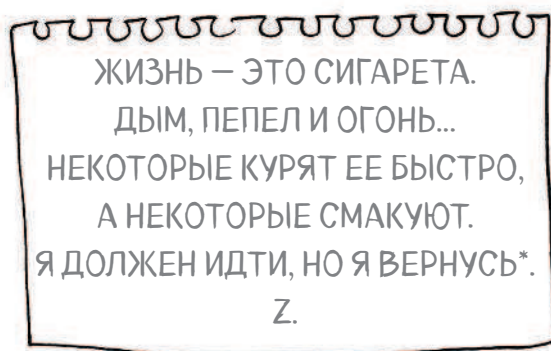 ЖИЗНЬ – ЭТО СИГАРЕТА.
ДЫМ, ПЕПЕЛ И ОГОНЬ...
НЕКОТОРЫЕ КУРЯТ ЕЕ БЫСТРО,
А НЕКОТОРЫЕ СМАКУЮТ.
Я ДОЛЖЕН ИДТИ, НО Я ВЕРНУСЬ*.
Z.